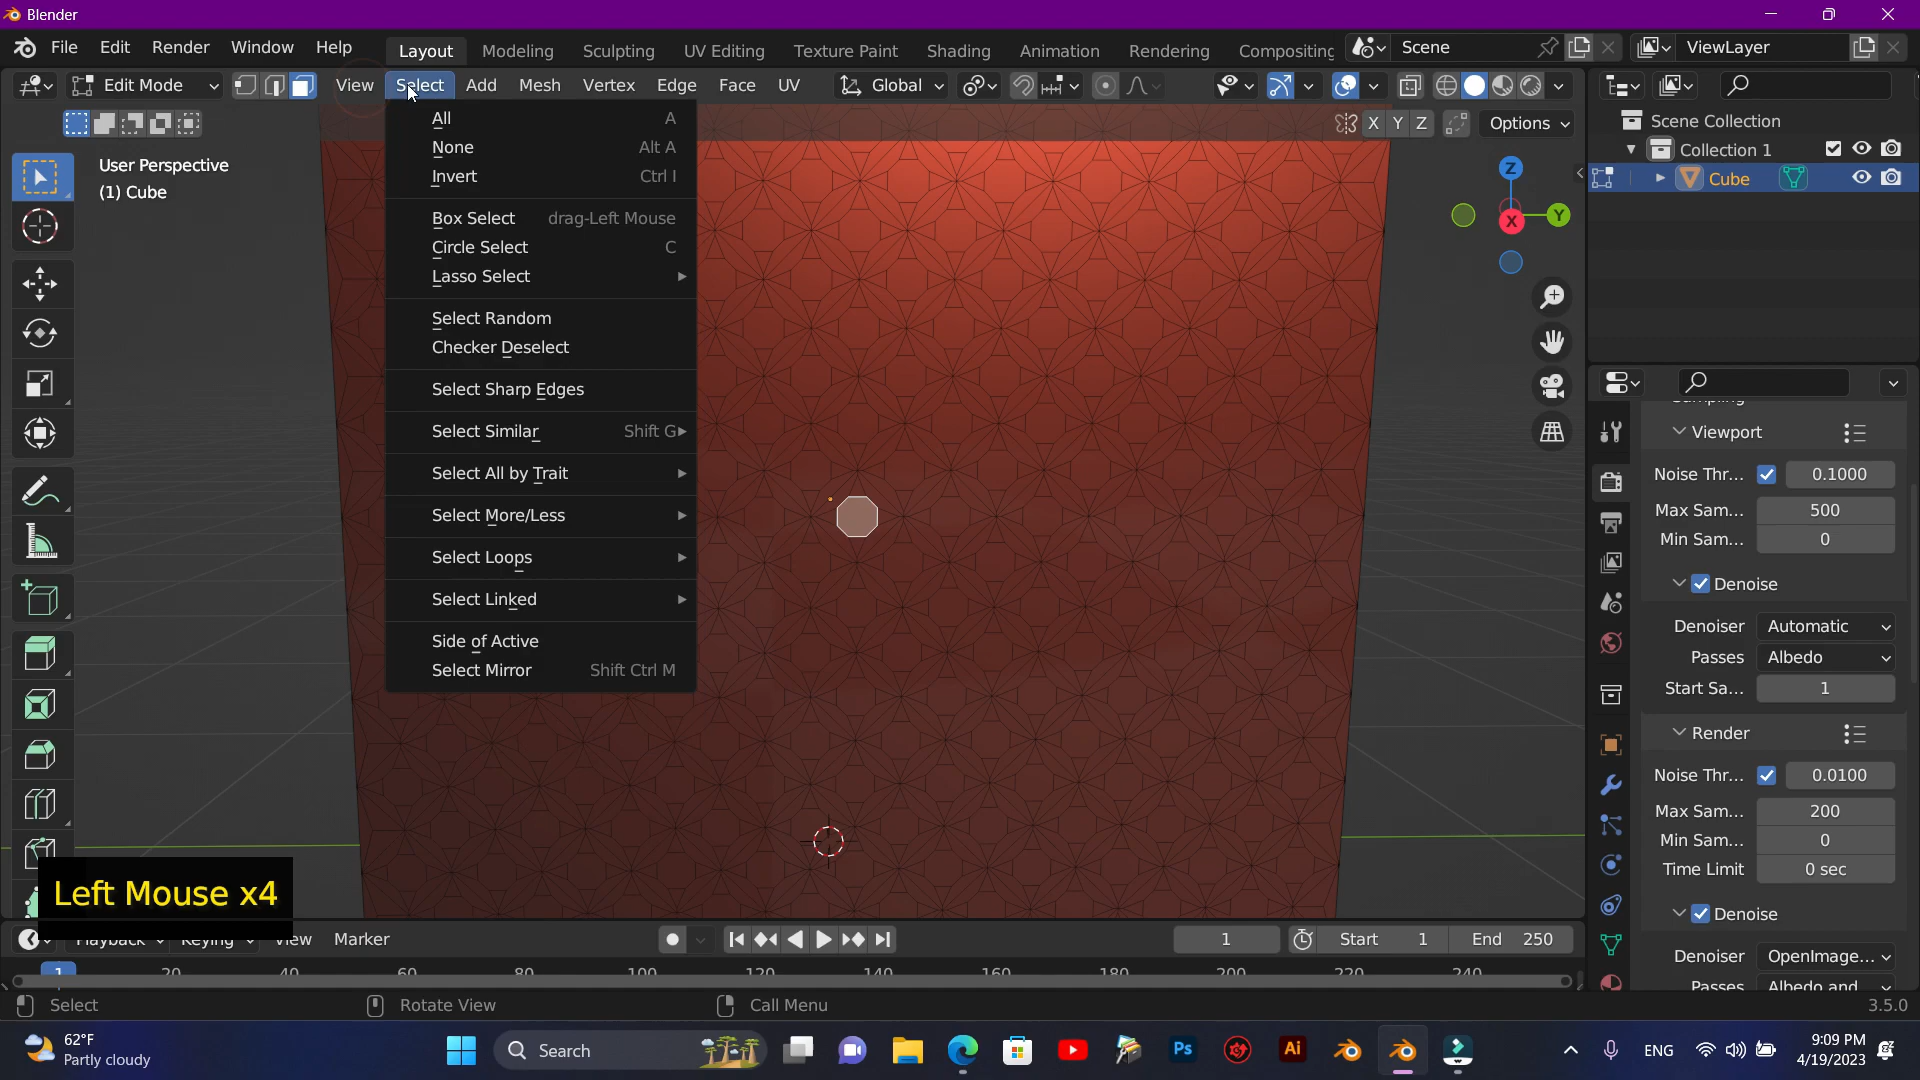 Blender
File Edit Render Window Help Layout Modeling Sculpting UV Editing Texture Paint Shading Animation Rendering Compositing Scene ViewLayer
Edit Mode View Select Add Mesh Vertex Edge Face UV Global
X Y Z Options
User Perspective
(1) Cube
All A
None Alt A
Invert Ctrl I
Box Select drag-Left Mouse
Circle Select C
Lasso Select
Select Random
Checker Deselect
Select Sharp Edges
Select Similar Shift G
Select All by Trait
Select More/Less
Select Loops
Select Linked
Side of Active
Select Mirror Shift Ctrl M
Z
X
Y
Scene Collection
Collection 1
Cube
Sampling
Viewport
Noise Thr... 0.1000
Max Sam... 500
Min Sam... 0
Denoise
Denoiser Automatic
Passes Albedo
Start Sa... 1
Render
Noise Thr... 0.0100
Max Sam... 200
Min Sam... 0
Time Limit 0 sec
Denoise
Denoiser OpenImage...
Passes Albedo and
Left Mouse x4
Playback Keying View Marker 1 Start 1 End 250
1 20 40 60 80 100 120 140 160 180 200 220 240
Select Rotate View Call Menu 3.5.0
62°F
Partly cloudy
Search
Ps
Ai
ENG
9:09 PM
4/19/2023